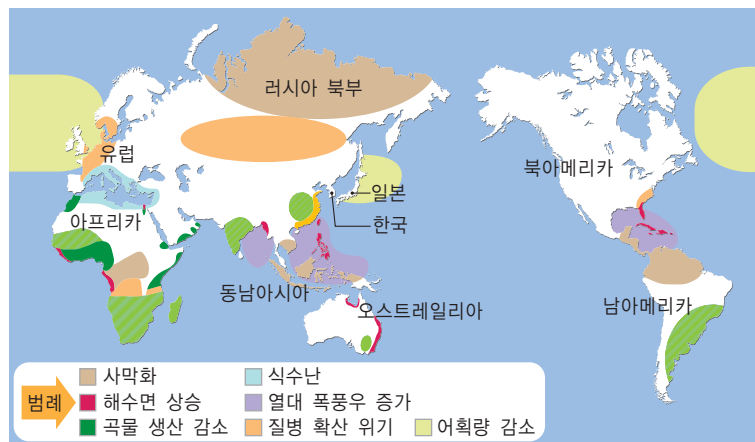 러시아 북부
유럽
북아메리카
일본
아프리카
한국
동남아시아
오스트레일리아
남아메리카
범례
사막화
식수난
해수면 상승
열대 폭풍우 증가
곡물 생산 감소
질병 확산 위기
어획량 감소